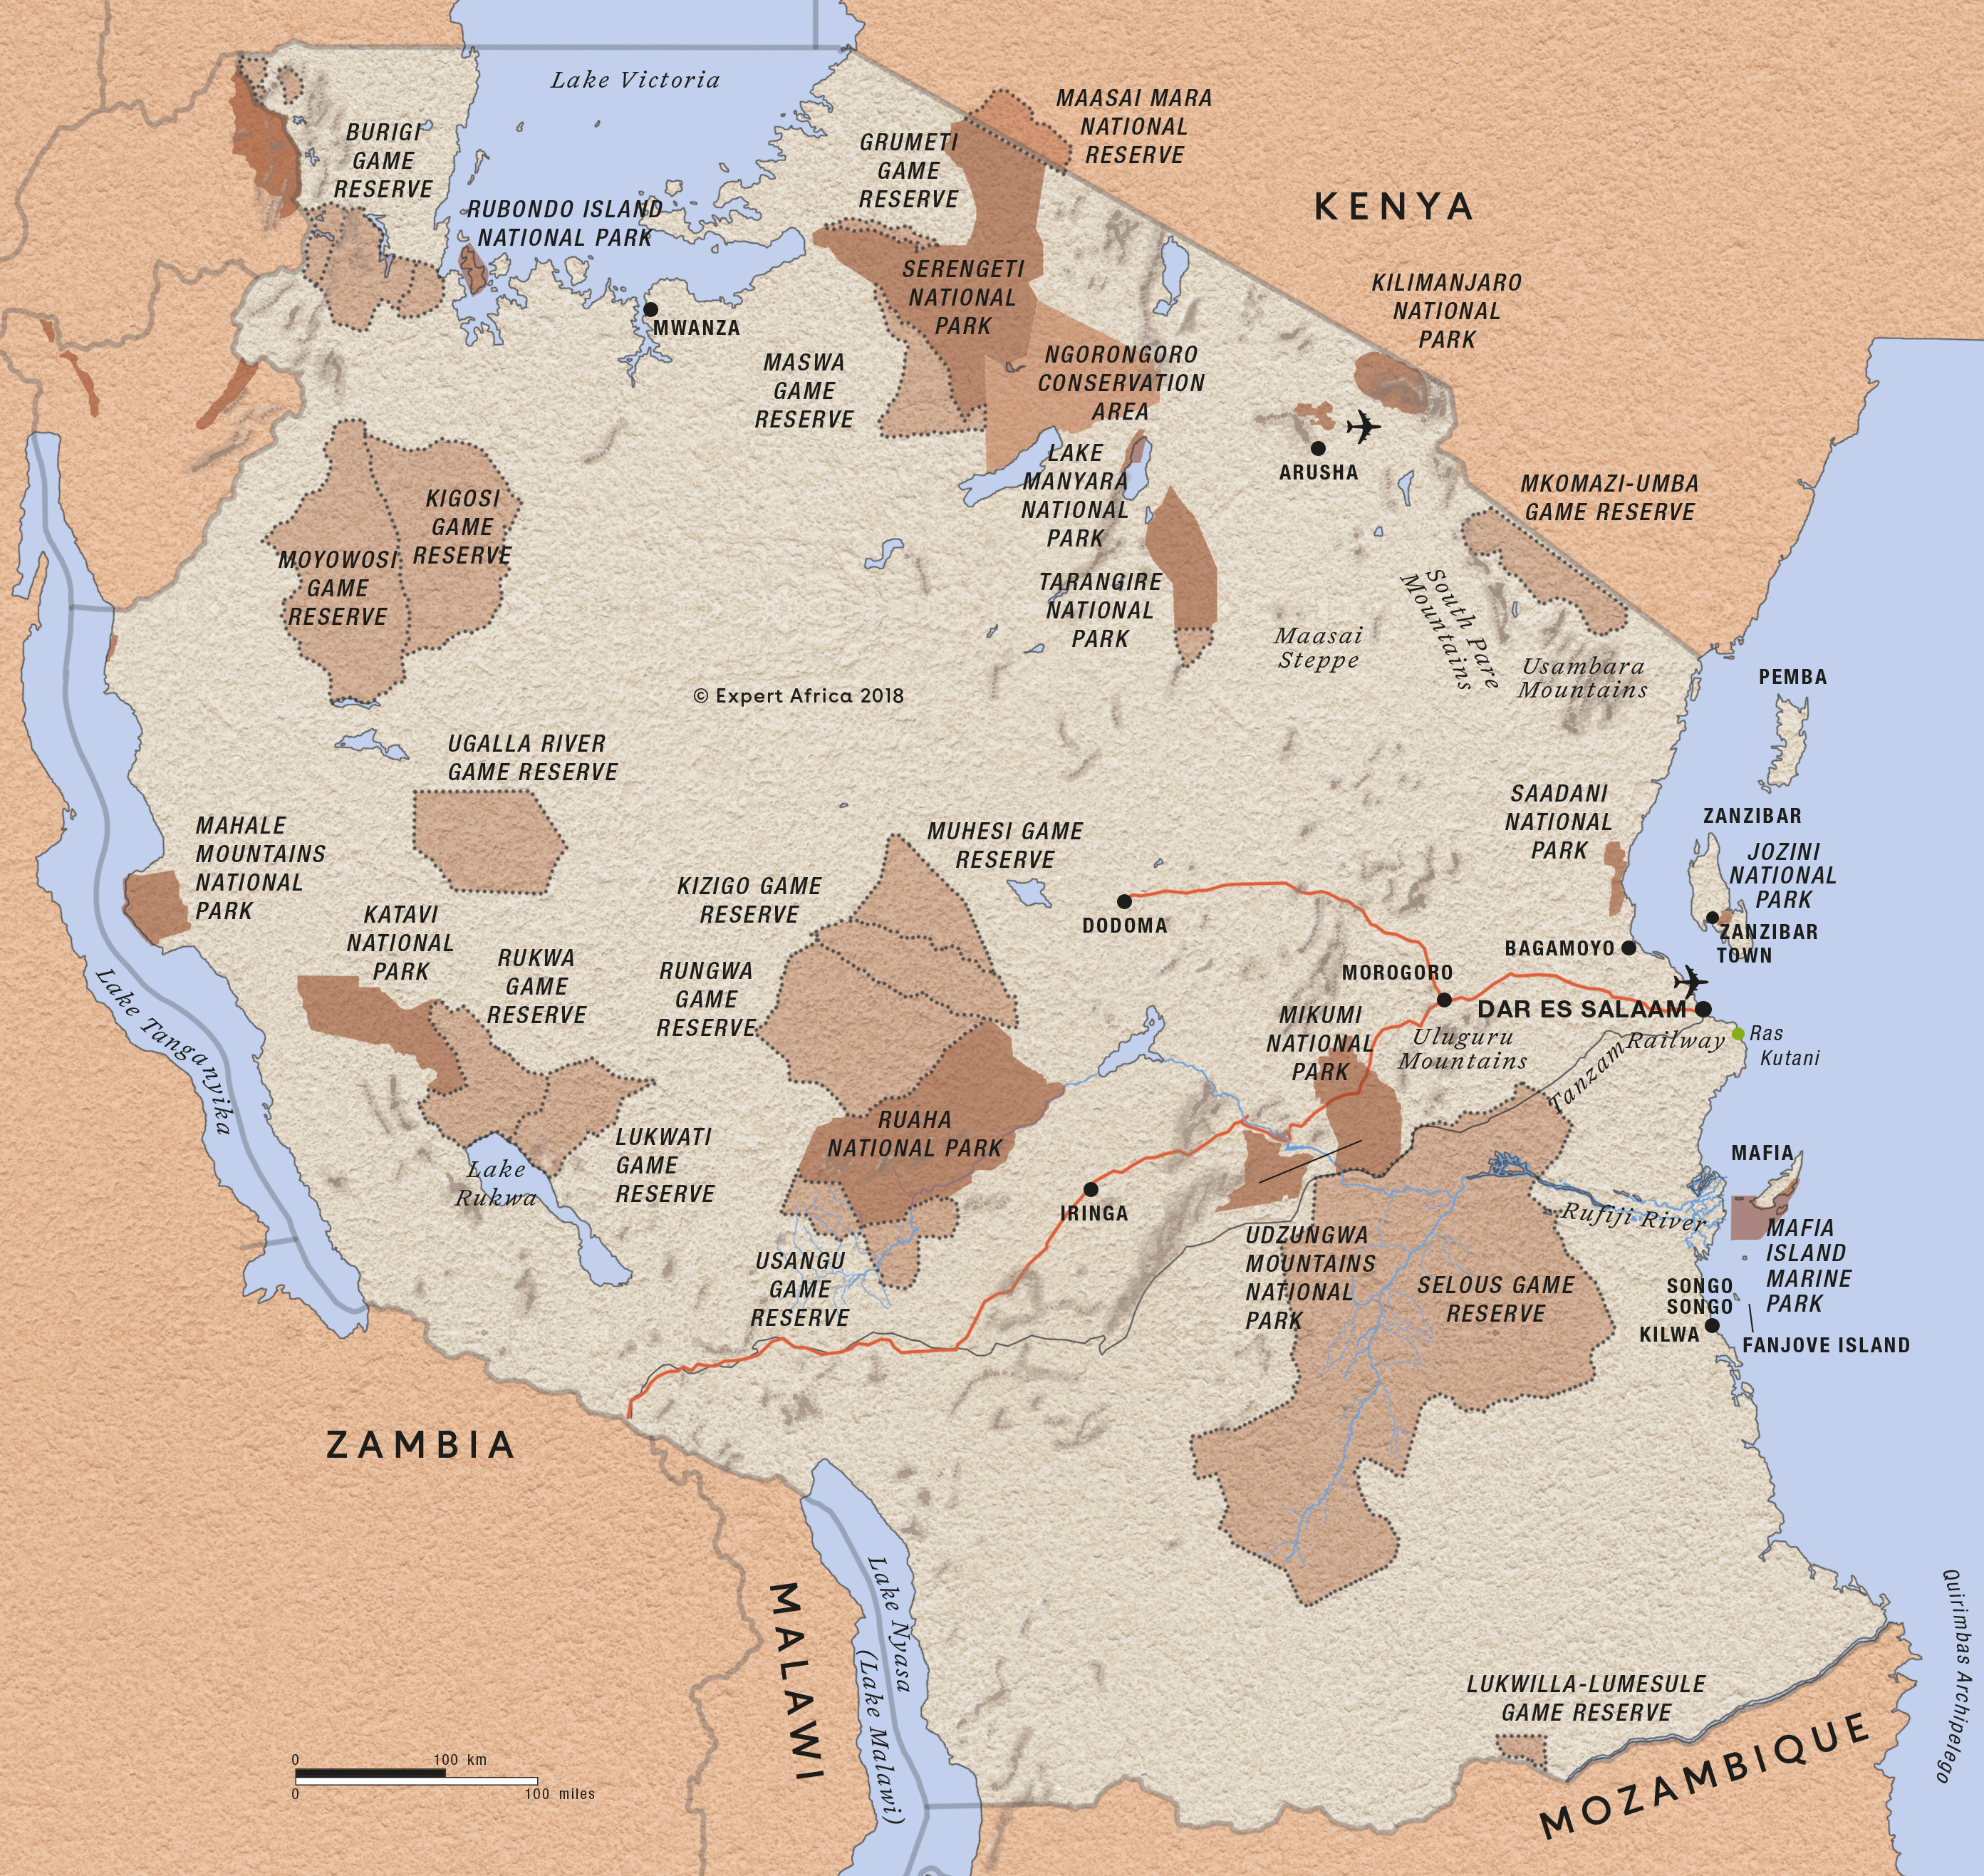 Lake Victoria
MAASAI MARA
NATIONAL
RESERVE
BURIGI
GAME
RESERVE
GRUMETI
GAME
RESERVE
KENYA
RUBONDO ISLAND
NATIONAL PARK
SERENGETI
NATIONAL
PARK
KILIMANJARO
NATIONAL
PARK
MWANZA
MASWA
GAME
RESERVE
NGORONGORO
CONSERVATION
AREA
LAKE
MANYARA
NATIONAL
PARK
ARUSHA
MKOMAZI-UMBA
GAME RESERVE
KIGOSI
GAME
RESERVE
MOYOWOSI
GAME
RESERVE
TARANGIRE
NATIONAL
PARK
Maasai
Steppe
South Pare
Mountains
Usambara
Mountains
© Expert Africa 2018
PEMBA
UGALLA RIVER
GAME RESERVE
SAADANI
NATIONAL
PARK
ZANZIBAR
JOZINI
NATIONAL
PARK
ZANZIBAR
TOWN
MAHALE
MOUNTAINS
NATIONAL
PARK
MUHESI GAME
RESERVE
KIZIGO GAME
RESERVE
KATAVI
NATIONAL
PARK
RUKWA
GAME
RESERVE
RUNGWA
GAME
RESERVE
DODOMA
BAGAMOYO
MOROGORO
DAR ES SALAAM
MIKUMI
NATIONAL
PARK
Uluguru
Mountains
Tanzam Railway
Ras
Kutani
Lake Tanganyika
RUAHA
NATIONAL PARK
LUKWATI
GAME
RESERVE
Lake
Rukwa
MAFIA
IRINGA
Rufiji River
UDZUNGWA
MOUNTAINS
NATIONAL
PARK
USANGU
GAME
RESERVE
SELOUS GAME
RESERVE
MAFIA
ISLAND
MARINE
PARK
SONGO
SONGO
KILWA
FANJOVE ISLAND
ZAMBIA
MALAWI
Lake Nyasa
(Lake Malawi)
Quirimbas Archipelego
LUKWILLA-LUMESULE
GAME RESERVE
MOZAMBIQUE
0 100 km
0 100 miles